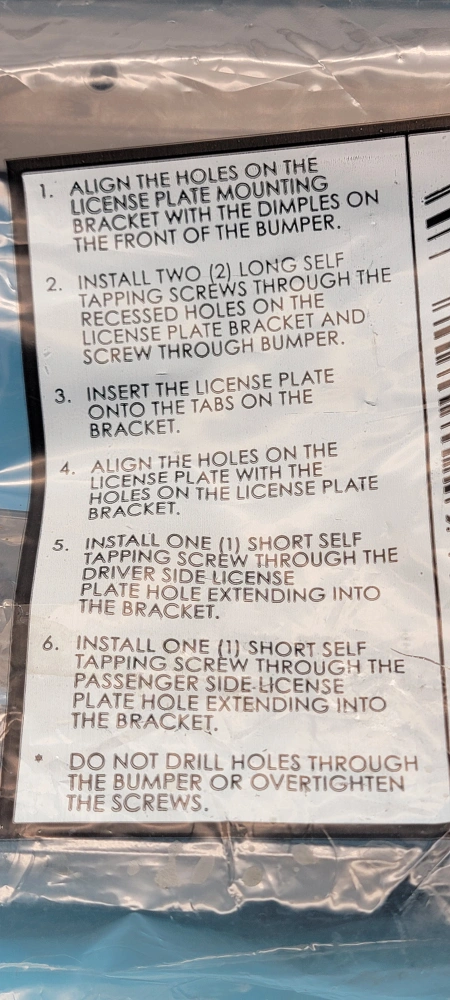 1. ALIGN THE HOLES ON THE
LICENSE PLATE MOUNTING
BRACKET WITH THE DIMPLES ON
THE FRONT OF THE BUMPER.
2. INSTALL TWO (2) LONG SELF
TAPPING SCREWS THROUGH THE
RECESSED HOLES ON THE
LICENSE PLATE BRACKET AND
SCREW THROUGH BUMPER.
3. INSERT THE LICENSE PLATE
ONTO THE TABS ON THE
BRACKET.
4. ALIGN THE HOLES ON THE
LICENSE PLATE WITH THE
HOLES ON THE LICENSE PLATE
BRACKET.
5. INSTALL ONE (1) SHORT SELF
TAPPING SCREW THROUGH THE
DRIVER SIDE LICENSE
PLATE HOLE EXTENDING INTO
THE BRACKET.
6. INSTALL ONE (1) SHORT SELF
TAPPING SCREW THROUGH THE
PASSENGER SIDE LICENSE
PLATE HOLE EXTENDING INTO
THE BRACKET.
* DO NOT DRILL HOLES THROUGH
THE BUMPER OR OVERTIGHTEN
THE SCREWS.